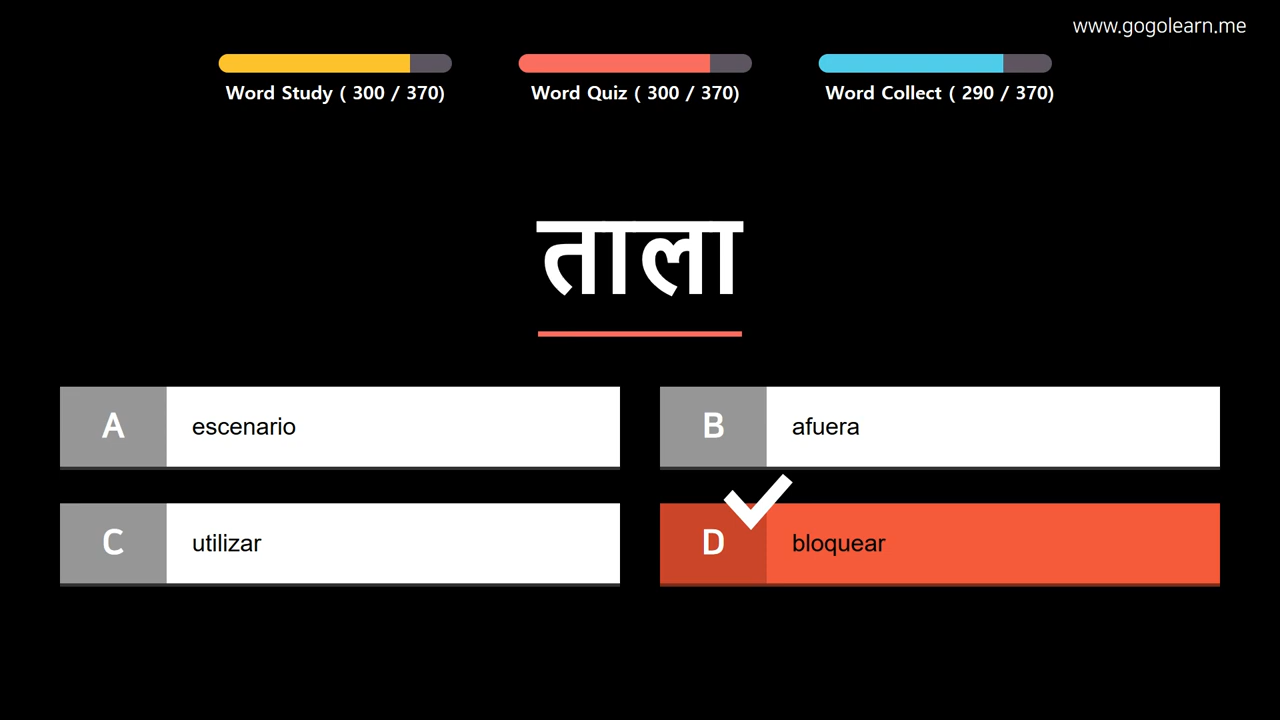 www.gogolearn.me
Word Study ( 300 / 370)
Word Quiz ( 300 / 370)
Word Collect ( 290 / 370)
ताला
A escenario
B afuera
C utilizar
D bloquear